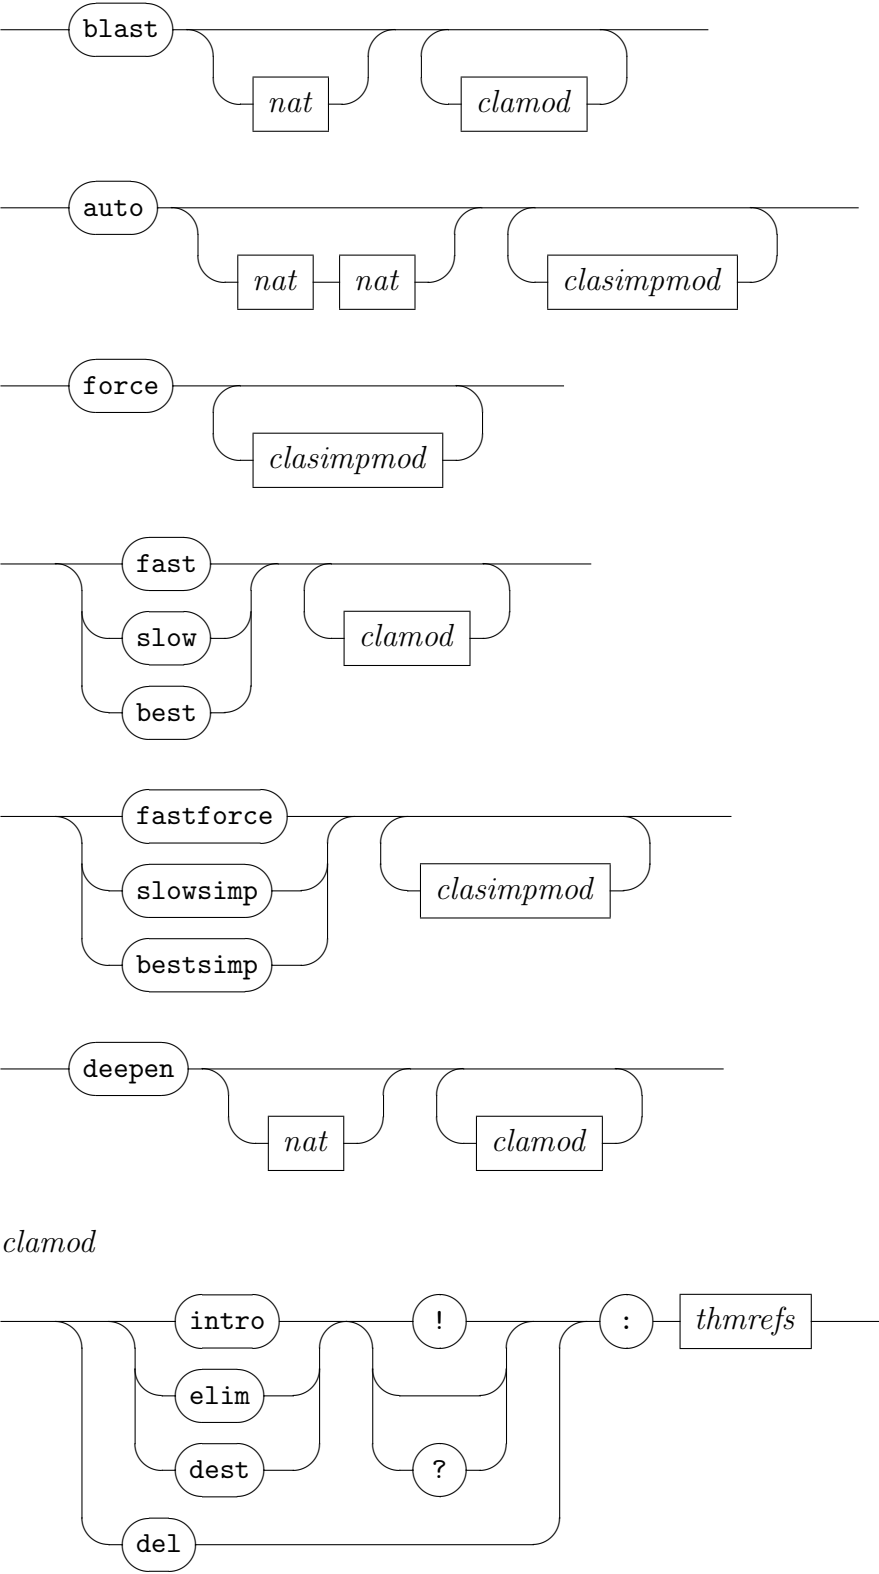 blast
nat clamod
auto
nat nat clasimpmod
force
clasimpmod
fast
slow clamod
best
fastforce
slowsimp clasimpmod
bestsimp
deepen
nat clamod
clamod
intro ! : thmrefs
elim
dest ?
del